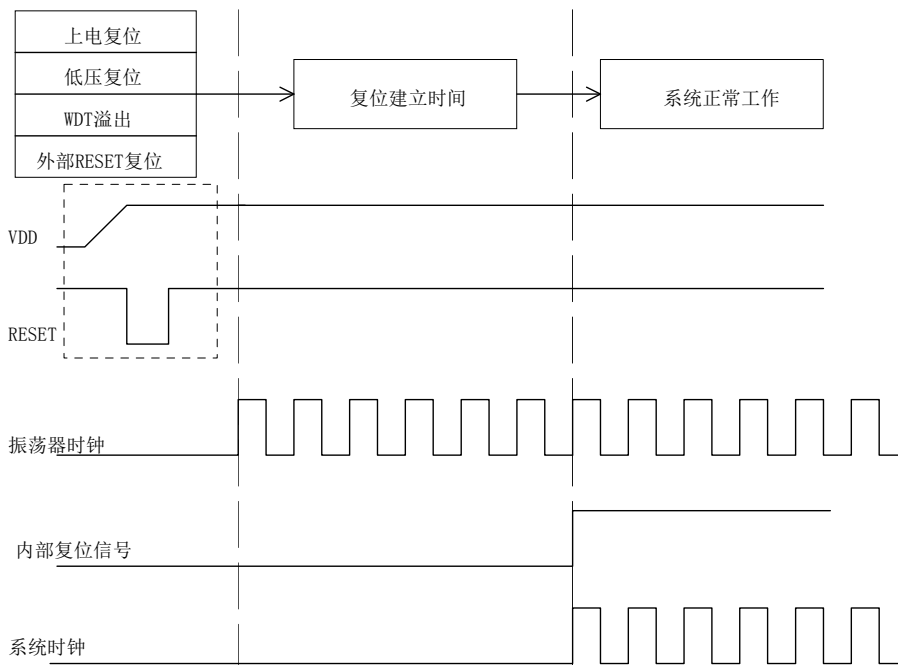 上电复位
低压复位
WDT溢出
外部RESET复位
复位建立时间
系统正常工作
VDD
RESET
振荡器时钟
内部复位信号
系统时钟